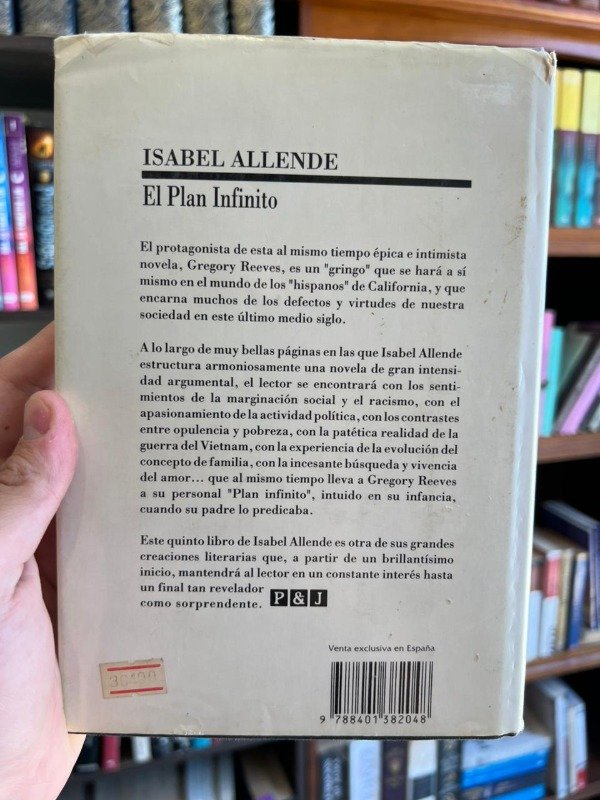 ISABEL ALLENDE
El Plan Infinito
El protagonista de esta al mismo tiempo épica e intimista
novela, Gregory Reeves, es un "gringo" que se hará a sí
mismo en el mundo de los "hispanos" de California, y que
encarna muchos de los defectos y virtudes de nuestra
sociedad en este último medio siglo.
A lo largo de muy bellas páginas en las que Isabel Allende
estructura armoniosamente una novela de gran intensi-
dad argumental, el lector se encontrará con los senti-
mientos de la marginación social y el racismo, con el
apasionamiento de la actividad política, con los contrastes
entre opulencia y pobreza, con la patética realidad de la
guerra del Vietnam, con la experiencia de la evolución del
concepto de familia, con la incesante búsqueda y vivencia
del amor... que al mismo tiempo lleva a Gregory Reeves
a su personal "Plan infinito", intuido en su infancia,
cuando su padre lo predicaba.
Este quinto libro de Isabel Allende es otra de sus grandes
creaciones literarias que, a partir de un brillantísimo
inicio, mantendrá al lector en un constante interés hasta
un final tan revelador
como sorprendente. P & J
Venta exclusiva en España
9 788401 382048